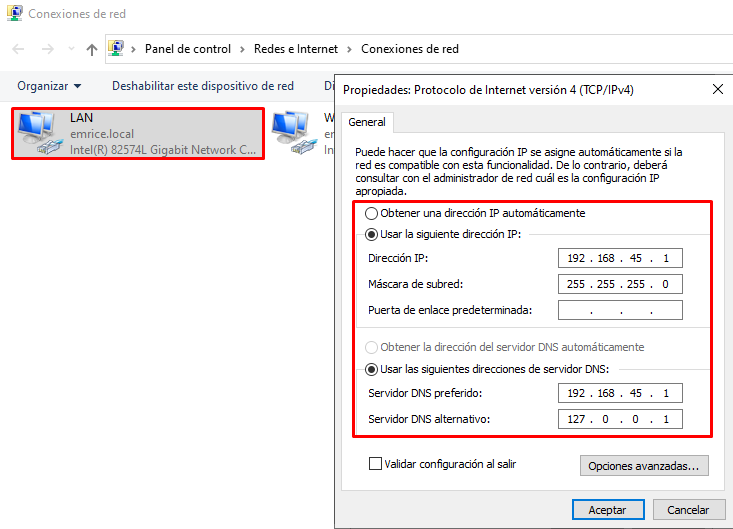 Conexiones de red
Panel de control > Redes e Internet > Conexiones de red
Organizar Deshabilitar este dispositivo de red
LAN
emrice.local
Intel(R) 82574L Gigabit Network C...
Propiedades: Protocolo de Internet versión 4 (TCP/IPv4)
General
Puede hacer que la configuración IP se asigne automáticamente si la
red es compatible con esta funcionalidad. De lo contrario, deberá
consultar con el administrador de red cuál es la configuración IP
apropiada.
Obtener una dirección IP automáticamente
Usar la siguiente dirección IP:
Dirección IP: 192 . 168 . 45 . 1
Máscara de subred: 255 . 255 . 255 . 0
Puerta de enlace predeterminada: . . .
Obtener la dirección del servidor DNS automáticamente
Usar las siguientes direcciones de servidor DNS:
Servidor DNS preferido: 192 . 168 . 45 . 1
Servidor DNS alternativo: 127 . 0 . 0 . 1
Validar configuración al salir
Opciones avanzadas...
Aceptar Cancelar